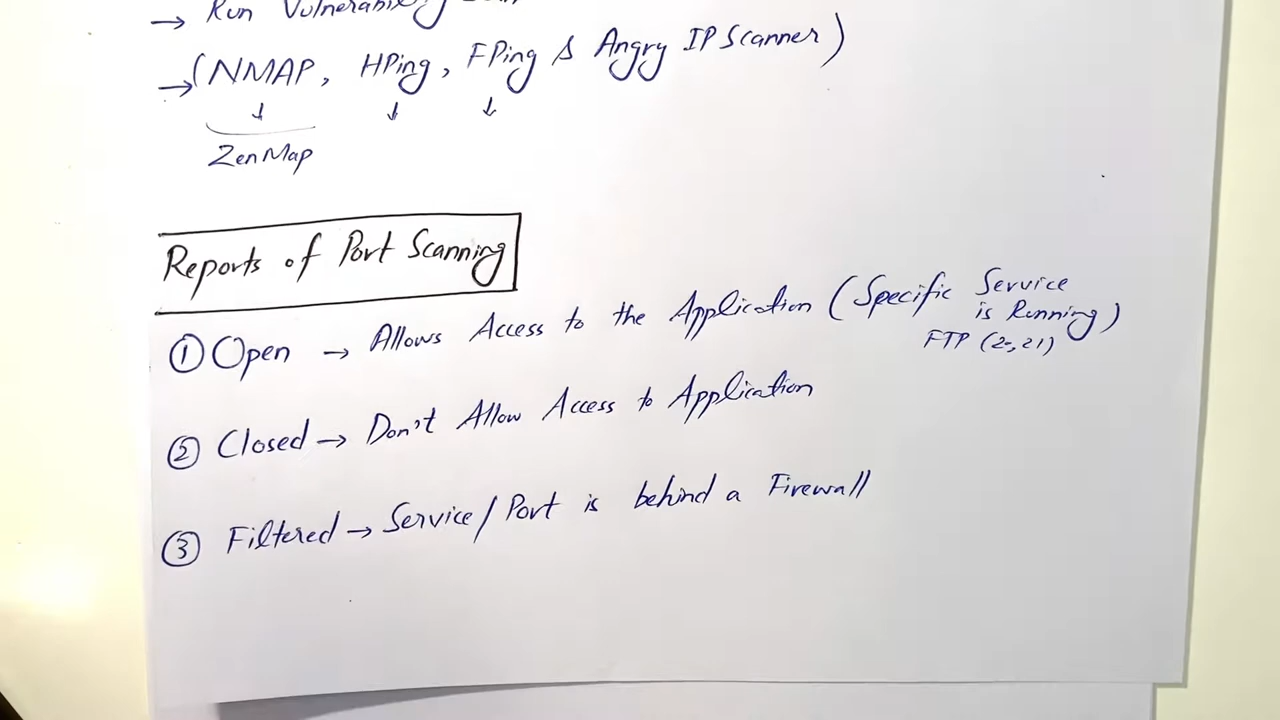 → Run Vulnerability
→ (NMAP, HPing, FPing & Angry IP Scanner)
↓ ↓ ↓
ZenMap
Reports of Port Scanning
① Open → Allows Access to the Application (Specific Service
is Running)
FTP (20,21)
② Closed → Don't Allow Access to Application
③ Filtered → Service/Port is behind a Firewall